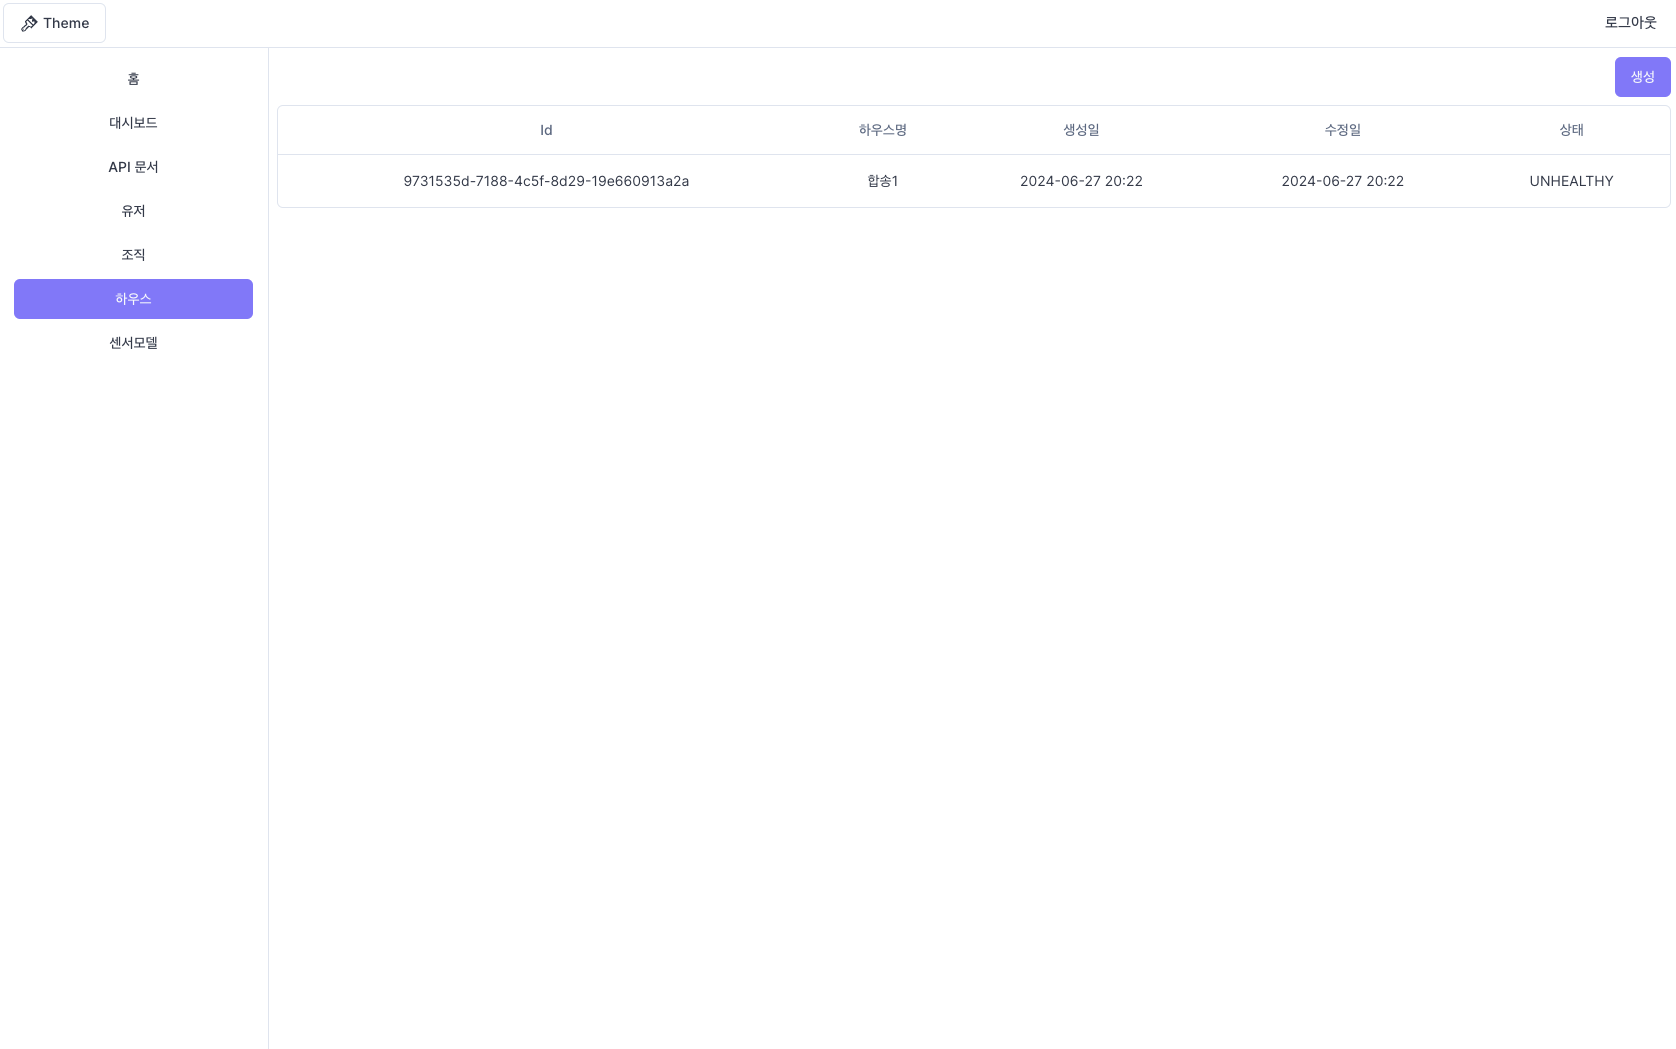 Theme
로그아웃
홈
대시보드
API 문서
유저
조직
하우스
센서모델
생성
Id 하우스명 생성일 수정일 상태
9731535d-7188-4c5f-8d29-19e660913a2a 합송1 2024-06-27 20:22 2024-06-27 20:22 UNHEALTHY